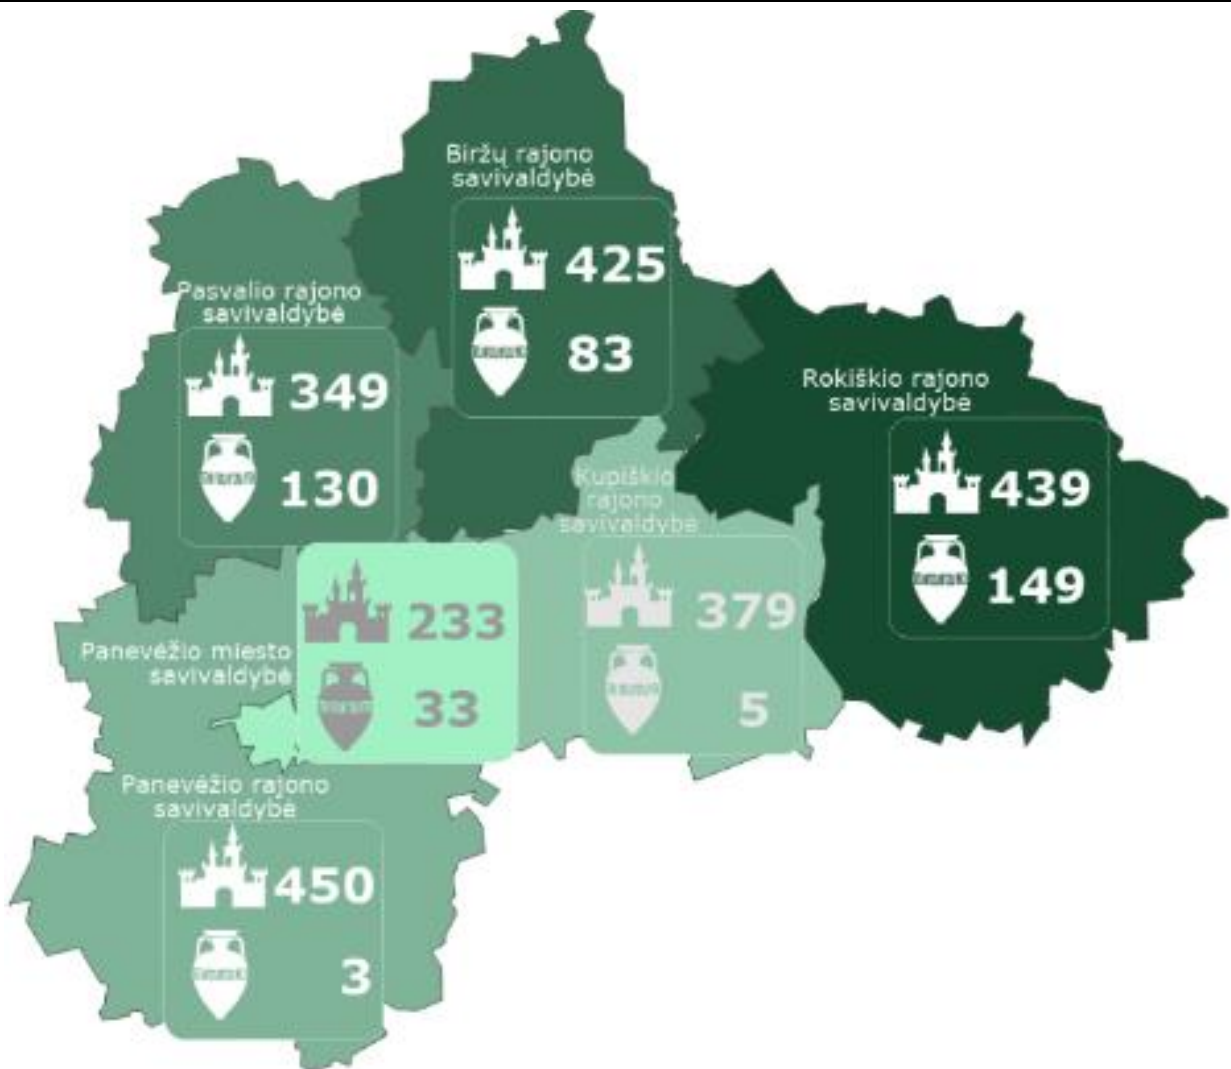 Biržų rajono
savivaldybė
425
83
Pasvalio rajono
savivaldybė
349
130
Rokiškio rajono
savivaldybė
439
149
Kupiškio
rajono
savivaldybė
379
5
Panevėžio miesto
savivaldybė
233
33
Panevėžio rajono
savivaldybė
450
3